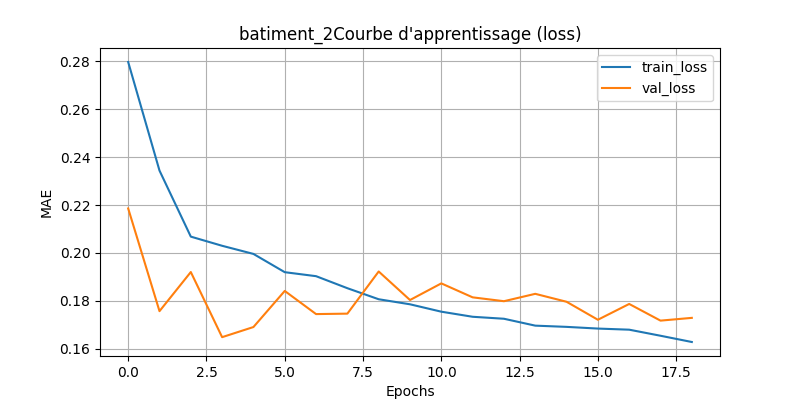 batiment_2Courbe d'apprentissage (loss)
train_loss
val_loss
MAE
0.28
0.26
0.24
0.22
0.20
0.18
0.16
0.0 2.5 5.0 7.5 10.0 12.5 15.0 17.5
Epochs